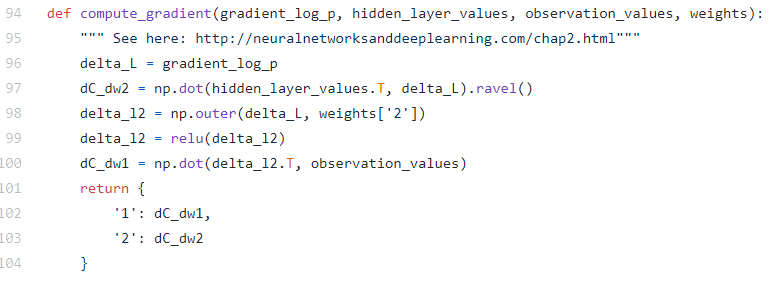 94 def compute_gradient(gradient_log_p, hidden_layer_values, observation_values, weights):
95     """ See here: http://neuralnetworksanddeeplearning.com/chap2.html"""
96     delta_L = gradient_log_p
97     dC_dw2 = np.dot(hidden_layer_values.T, delta_L).ravel()
98     delta_l2 = np.outer(delta_L, weights['2'])
99     delta_l2 = relu(delta_l2)
100     dC_dw1 = np.dot(delta_l2.T, observation_values)
101     return {
102         '1': dC_dw1,
103         '2': dC_dw2
104     }